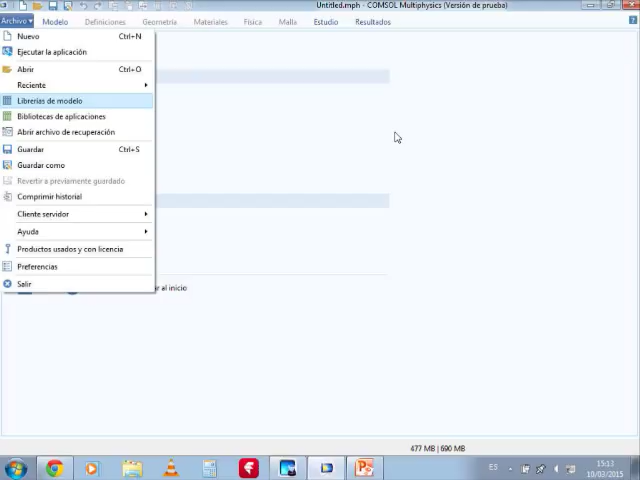 Untitled.mph - COMSOL Multiphysics (Versión de prueba)
Archivo Modelo Definiciones Geometría Materiales Física Malla Estudio Resultados
Nuevo Ctrl+N
Ejecutar la aplicación
Abrir Ctrl+O
Reciente
Librerías de modelo
Bibliotecas de aplicaciones
Abrir archivo de recuperación
Guardar Ctrl+S
Guardar como
Revertir a previamente guardado
Comprimir historial
Cliente servidor
Ayuda
Productos usados y con licencia
Preferencias
Salir
ar al inicio
477 MB | 690 MB
ES
15:13
10/03/2015